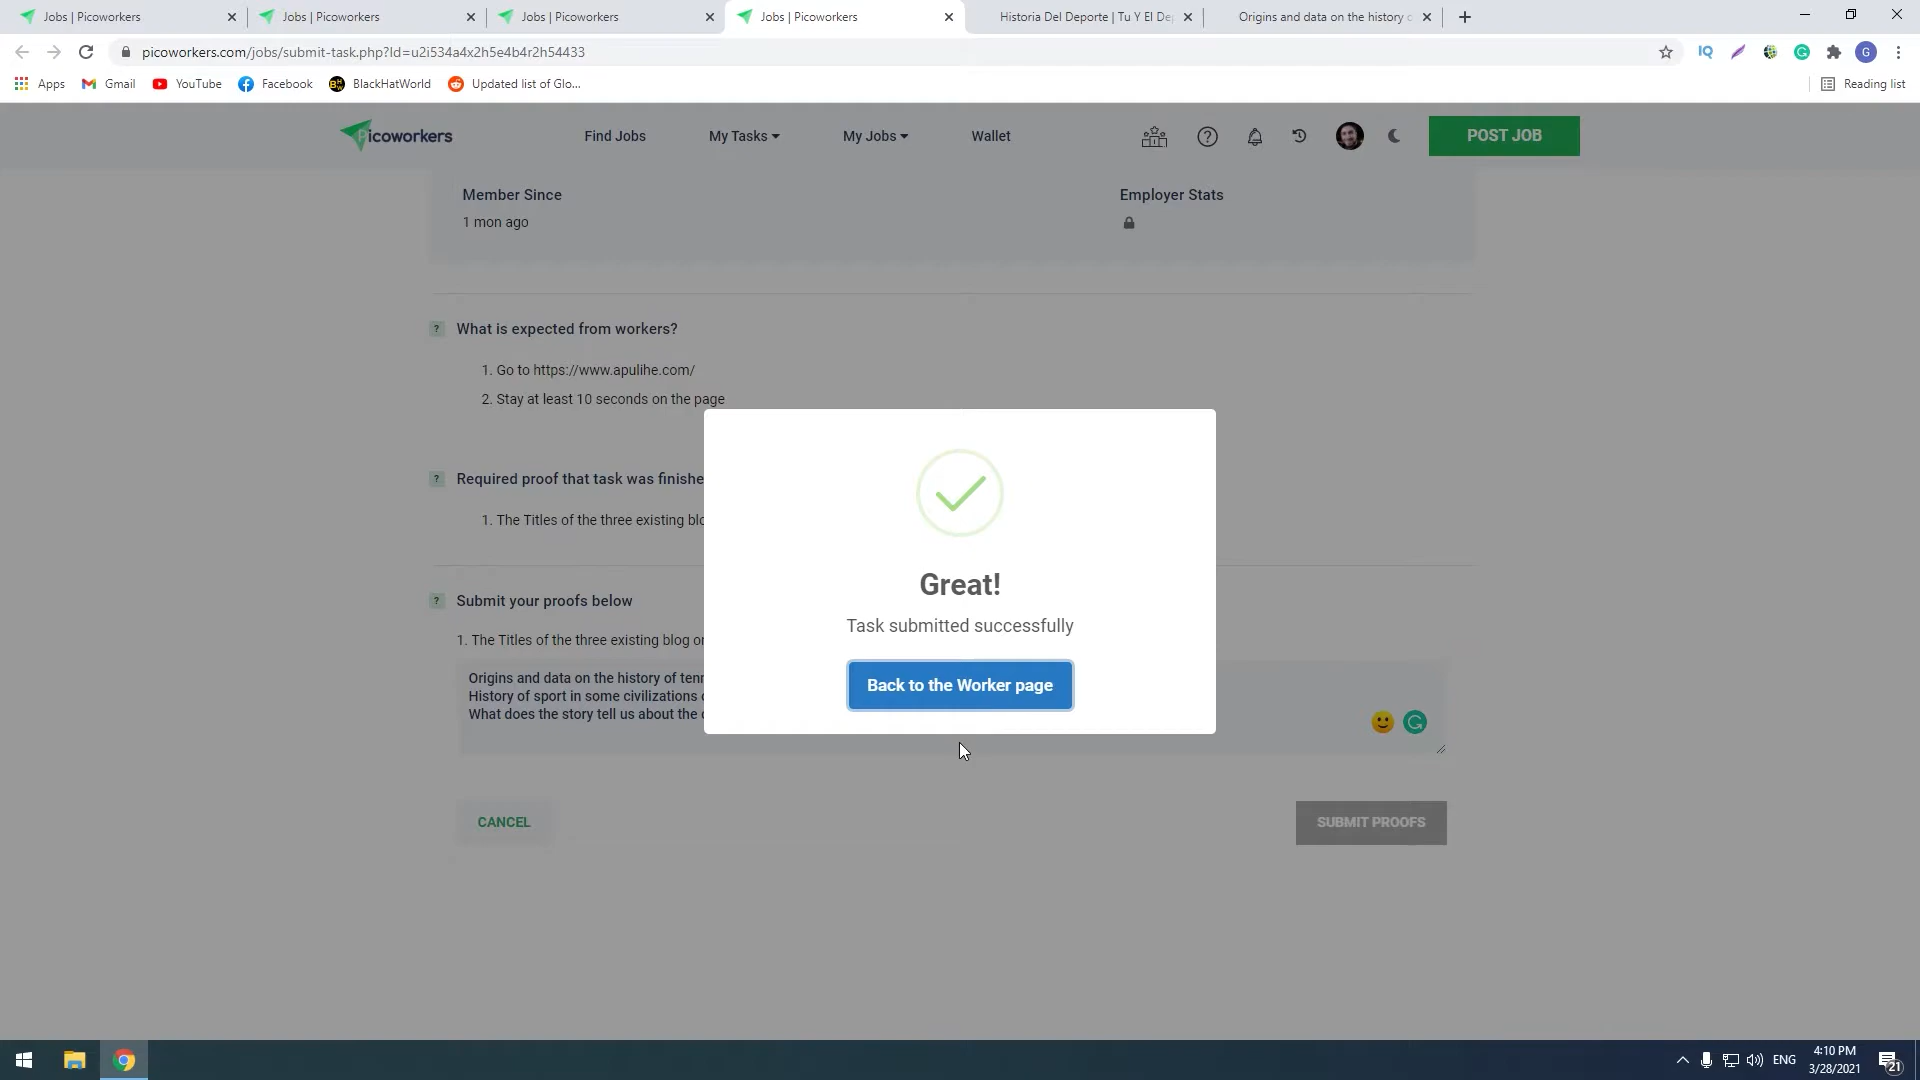 Jobs | Picoworkers
Jobs | Picoworkers
Jobs | Picoworkers
Jobs | Picoworkers
Historia Del Deporte | Tu Y El De
Origins and data on the history
picoworkers.com/jobs/submit-task.php?Id=u2i534a4x2h5e4b4r2h54433
IQ
G
Apps
Gmail
YouTube
Facebook
BlackHatWorld
Updated list of Glo...
Reading list
Picoworkers
Find Jobs
My Tasks
My Jobs
Wallet
POST JOB
Member Since
Employer Stats
1 mon ago
? What is expected from workers?
1. Go to https://www.apulihe.com/
2. Stay at least 10 seconds on the page
? Required proof that task was finishe
1. The Titles of the three existing blo
Great!
Task submitted successfully
Back to the Worker page
? Submit your proofs below
1. The Titles of the three existing blog or
Origins and data on the history of tenn
History of sport in some civilizations
What does the story tell us about the
CANCEL
SUBMIT PROOFS
ENG
4:10 PM
3/28/2021
21